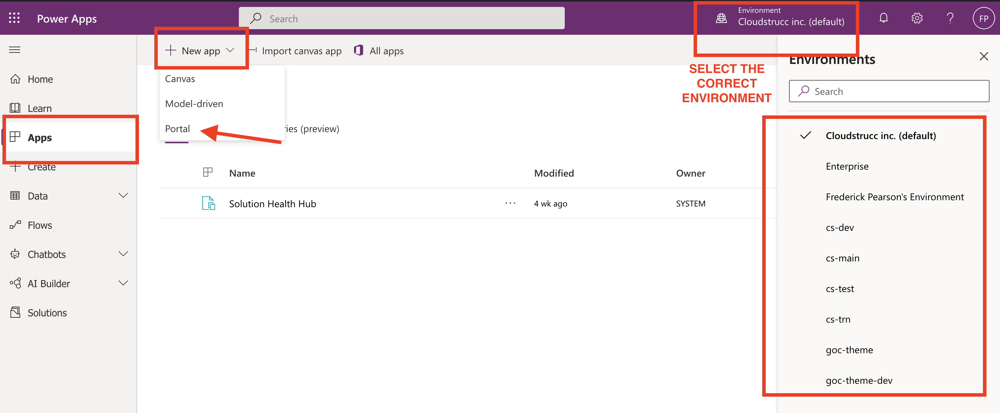 Power Apps
Search
Environment
Cloudstrucc inc. (default)
FP
New app
Import canvas app
All apps
Canvas
Model-driven
Portal
ries (preview)
Home
Learn
Apps
Create
Data
Flows
Chatbots
AI Builder
Solutions
Name
Modified
Owner
Solution Health Hub
...
4 wk ago
SYSTEM
SELECT THE
CORRECT
ENVIRONMENT
Environments
Search
Cloudstrucc inc. (default)
Enterprise
Frederick Pearson's Environment
cs-dev
cs-main
cs-test
cs-trn
goc-theme
goc-theme-dev